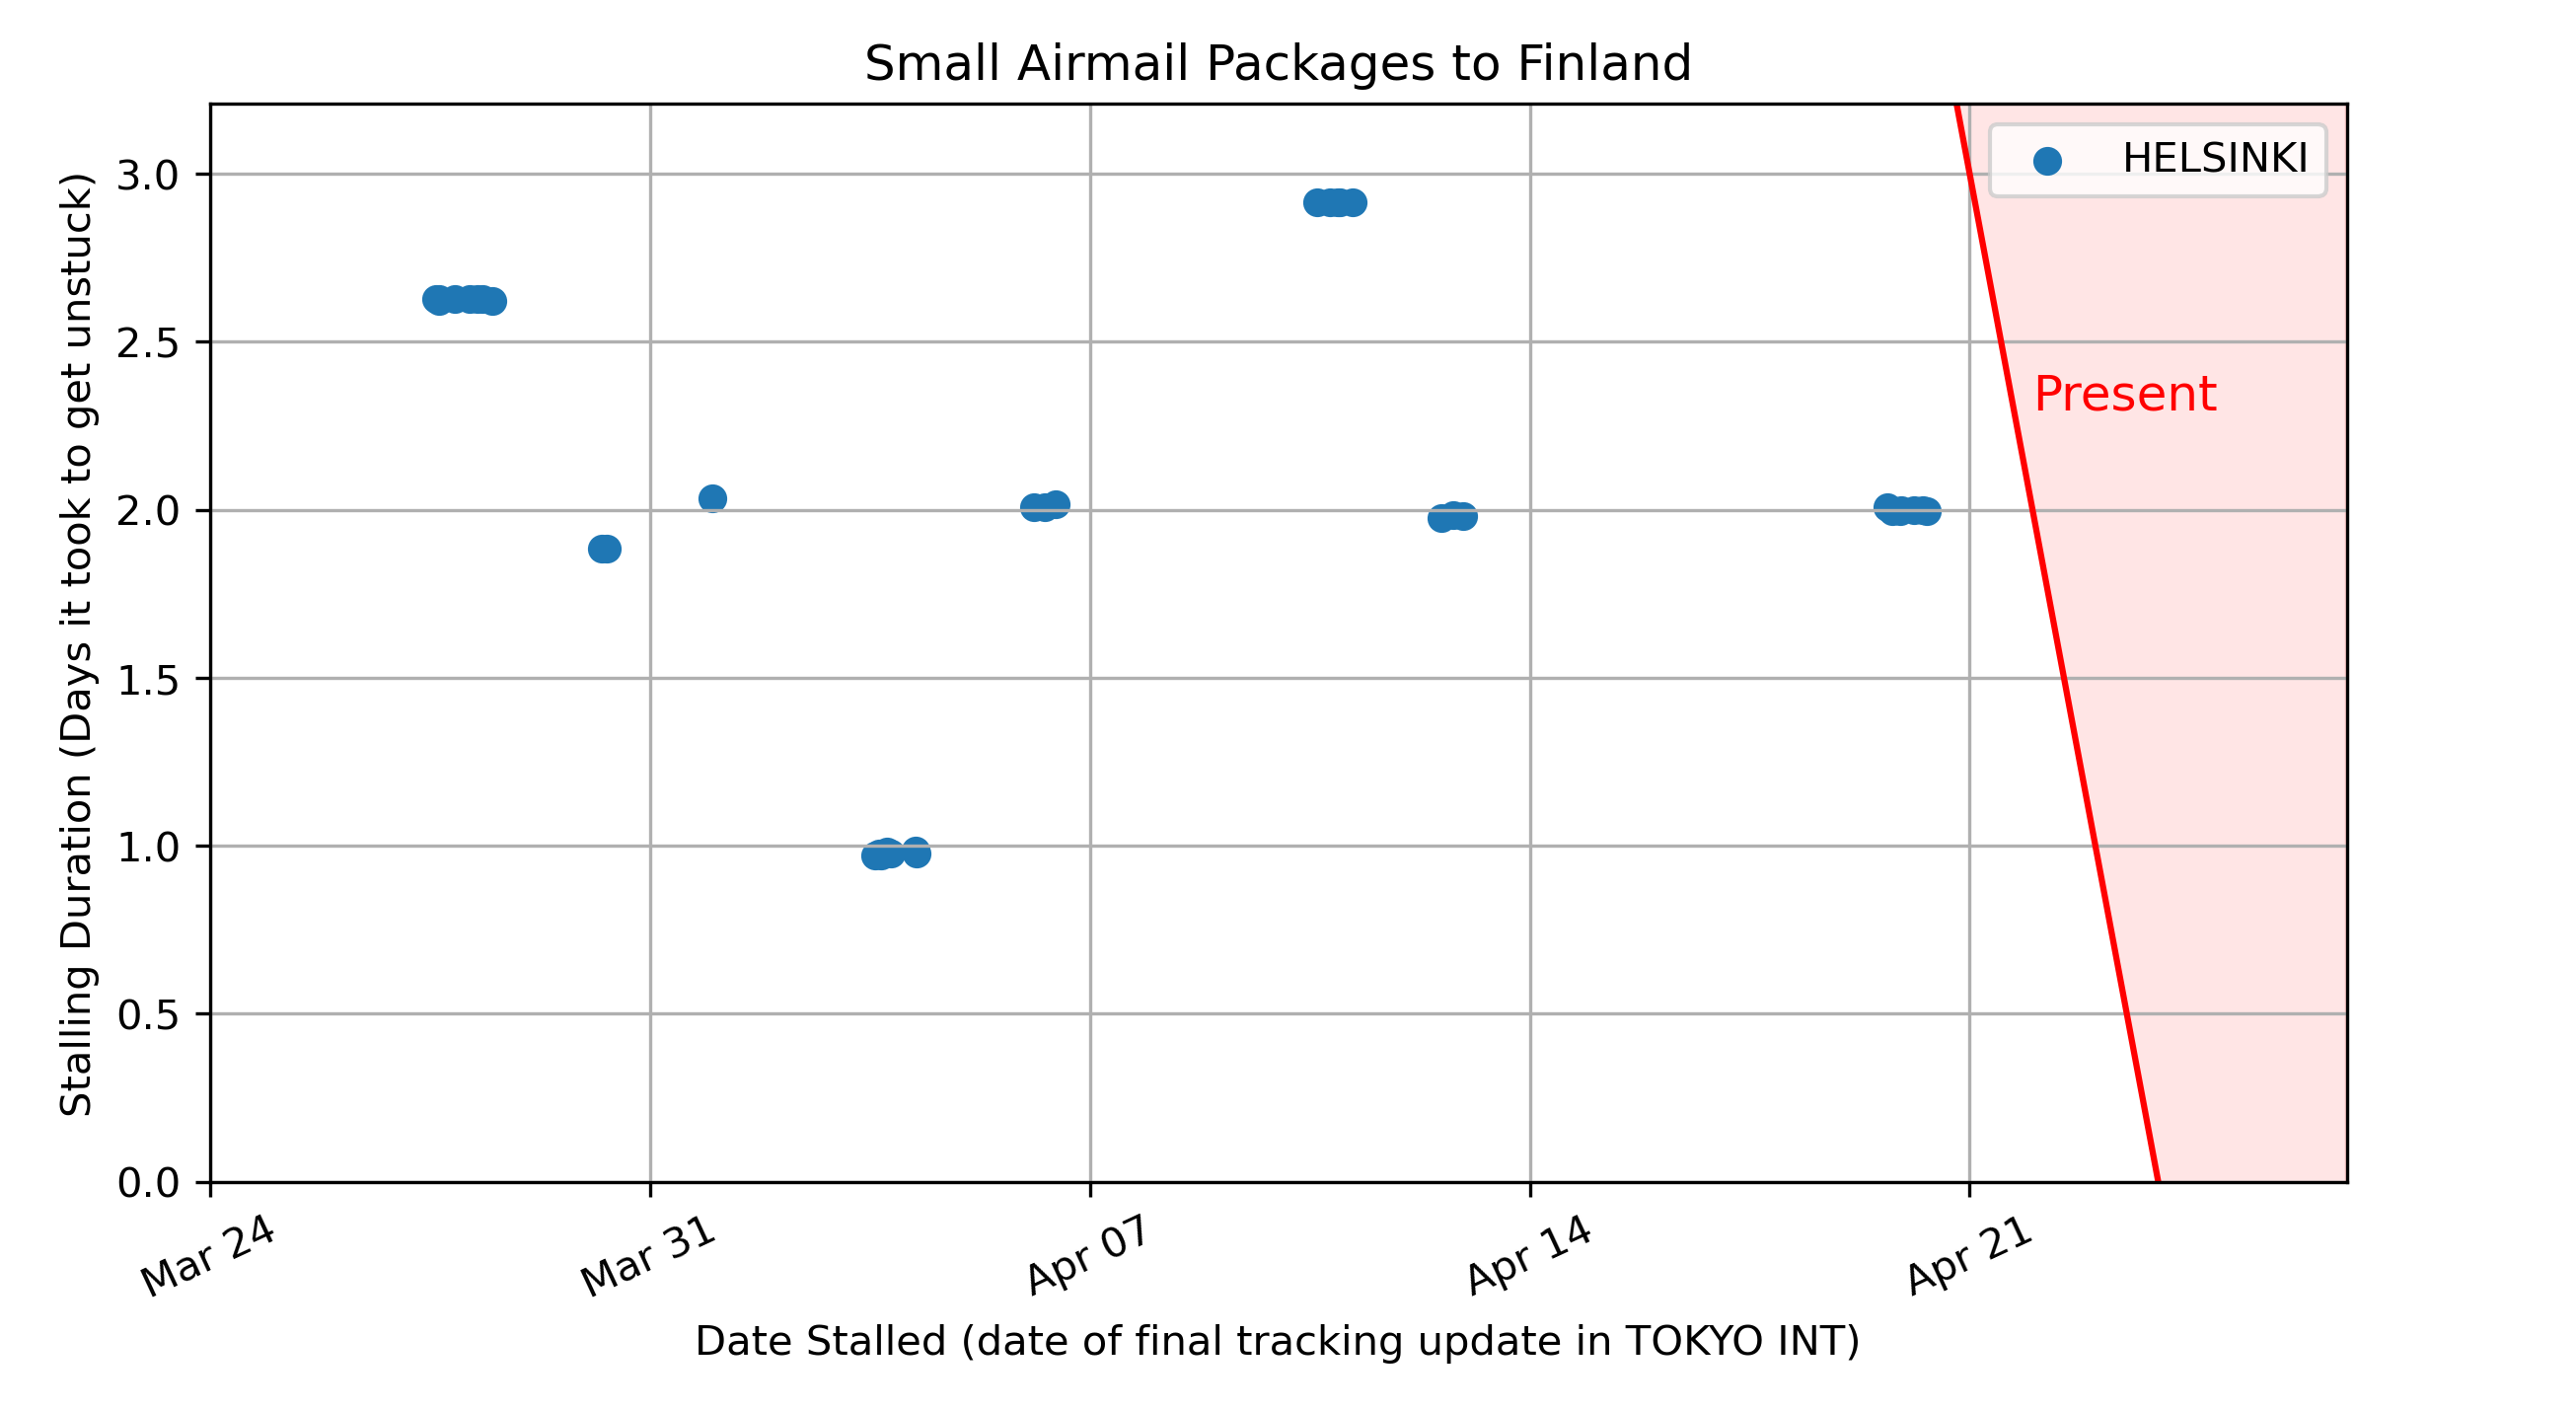 Small Airmail Packages to Finland
HELSINKI
Present
Stalling Duration (Days it took to get unstuck)
3.0
2.5
2.0
1.5
1.0
0.5
0.0
Mar 24
Mar 31
Apr 07
Apr 14
Apr 21
Date Stalled (date of final tracking update in TOKYO INT)